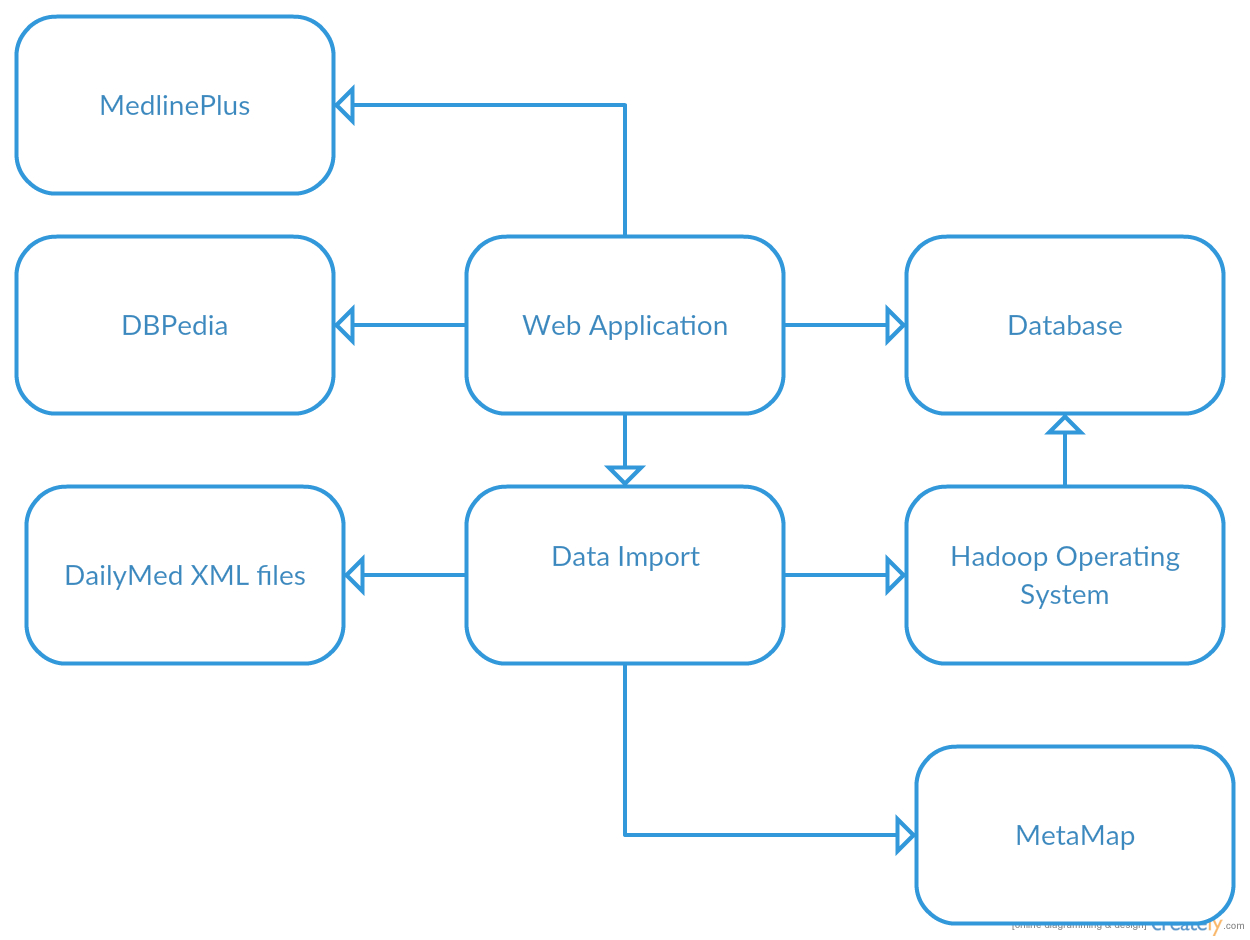 MedlinePlus
DBPedia
Web Application
Database
DailyMed XML files
Data Import
Hadoop Operating
System
MetaMap
[online diagramming & design] creately.com